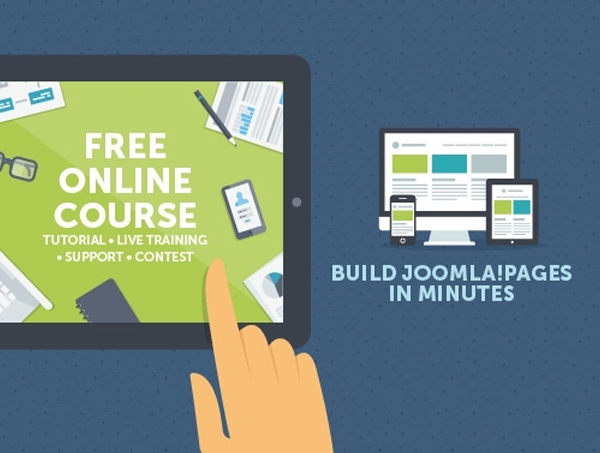 FREE
ONLINE
COURSE
TUTORIAL • LIVE TRAINING
• SUPPORT • CONTEST
BUILD JOOMLA!PAGES
IN MINUTES